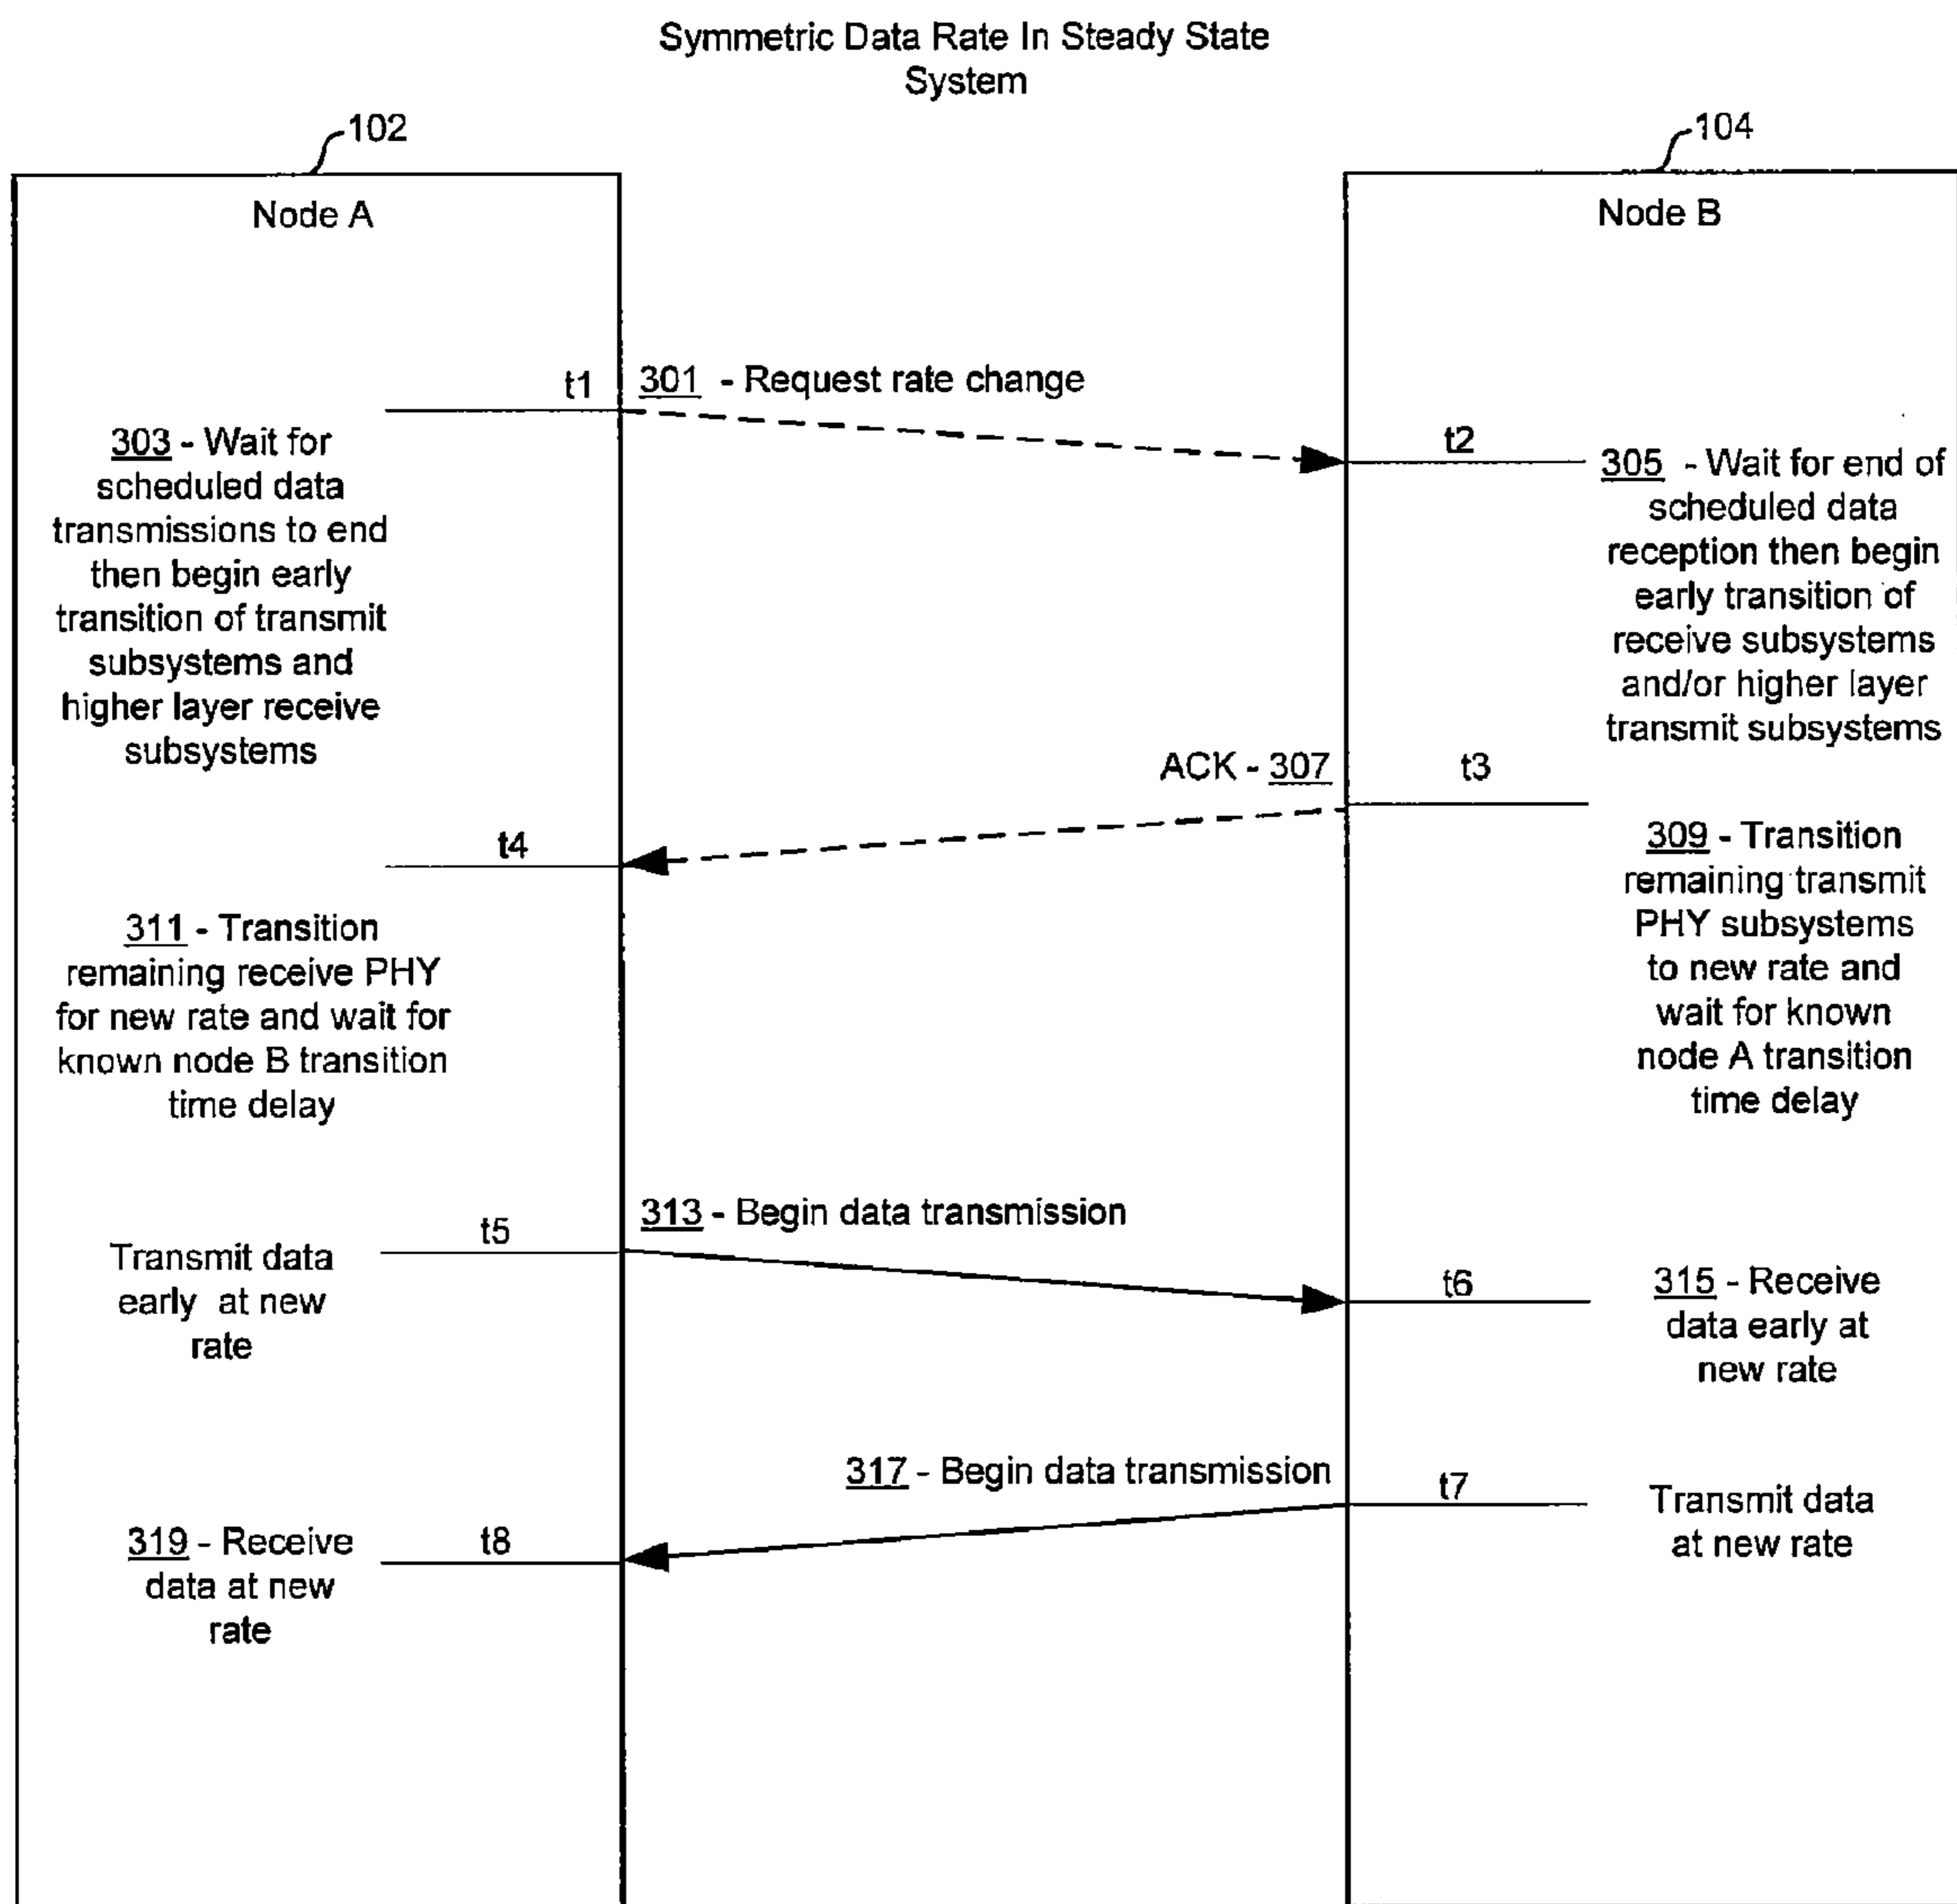 Symmetric Data Rate In Steady State
System
102
104
Node A
Node B
t1
301 - Request rate change
303 - Wait for
scheduled data
transmissions to end
then begin early
transition of transmit
subsystems and
higher layer receive
subsystems
t2
305 - Wait for end of
scheduled data
reception then begin
early transition of
receive subsystems
and/or higher layer
transmit subsystems
ACK - 307
t3
t4
309 - Transition
remaining transmit
PHY subsystems
to new rate and
wait for known
node A transition
time delay
311 - Transition
remaining receive PHY
for new rate and wait for
known node B transition
time delay
t5
313 - Begin data transmission
Transmit data
early at new
rate
t6
315 - Receive
data early at
new rate
317 - Begin data transmission
t7
Transmit data
at new rate
319 - Receive
data at new
rate
t8